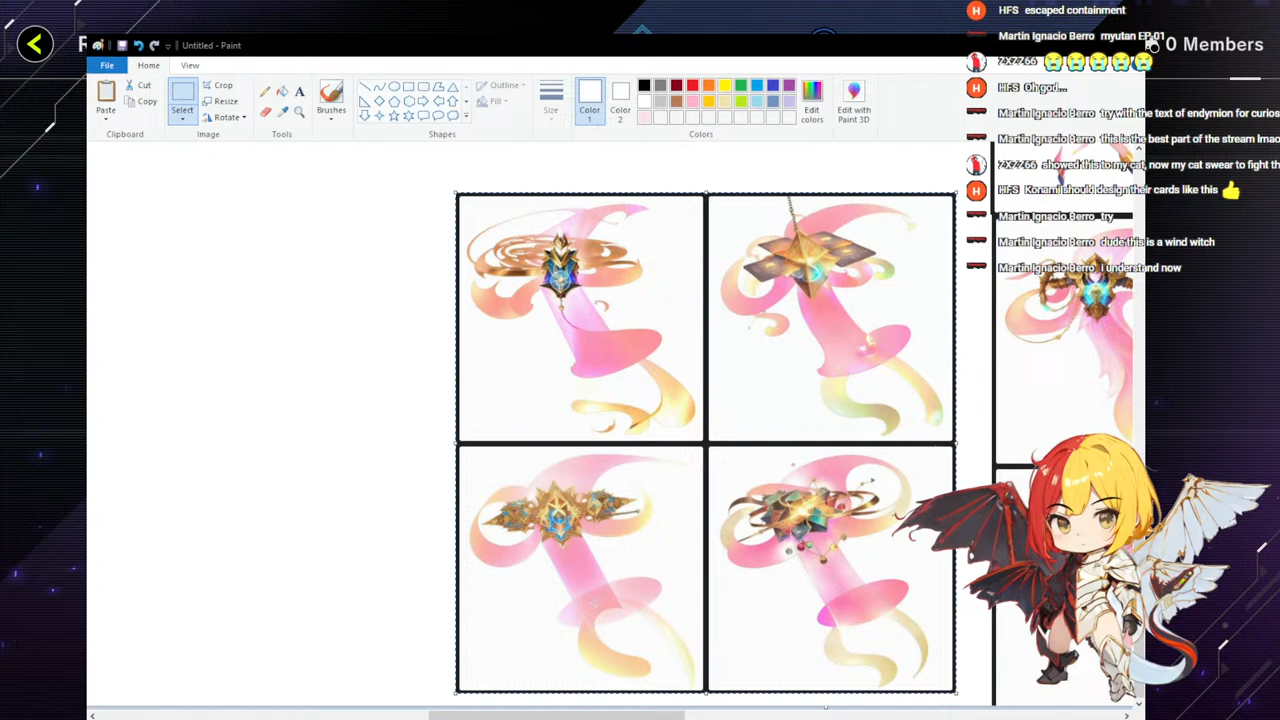 HFS escaped containment
Untitled - Paint
Martin Ignacio Berro myutan EP.01
0 Members
File
Home
View
ZXZZ66
Cut
Copy
Paste
Clipboard
Crop
Resize
Rotate
Select
Image
Tools
Brushes
Shapes
Outline
Fill
Size
Color 1
Color 2
Edit colors
Colors
Edit with Paint 3D
HFS Oh god...
Martin Ignacio Berro try with the text of endymion for curios
Martin Ignacio Berro this is the best part of the stream lmao
ZXZZ66 showed this to my cat, now my cat swear to fight th
HFS Konami should design their cards like this
Martin Ignacio Berro try
Martin Ignacio Berro dude this is a wind witch
Martin Ignacio Berro i understand now